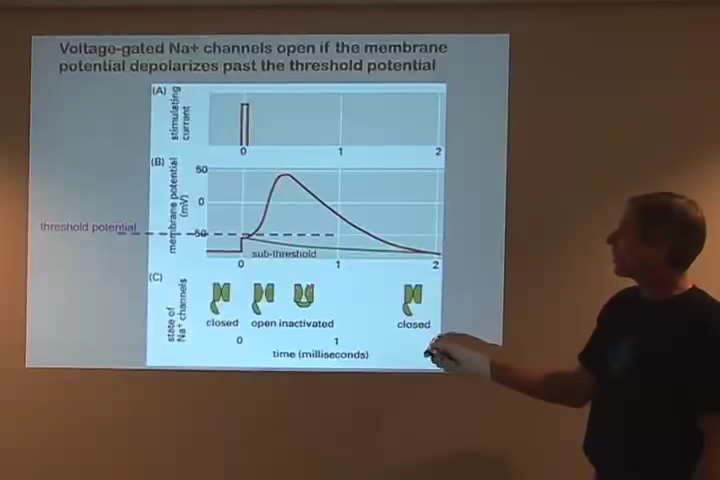 Voltage-gated Na+ channels open if the membrane
potential depolarizes past the threshold potential
(A)
stimulating
current
0 1 2
(B)
membrane potential
(mV)
50
0
-50
threshold potential
sub-threshold
0 1 2
(C)
state of
Na+ channels
closed open inactivated closed
0 1
time (milliseconds)